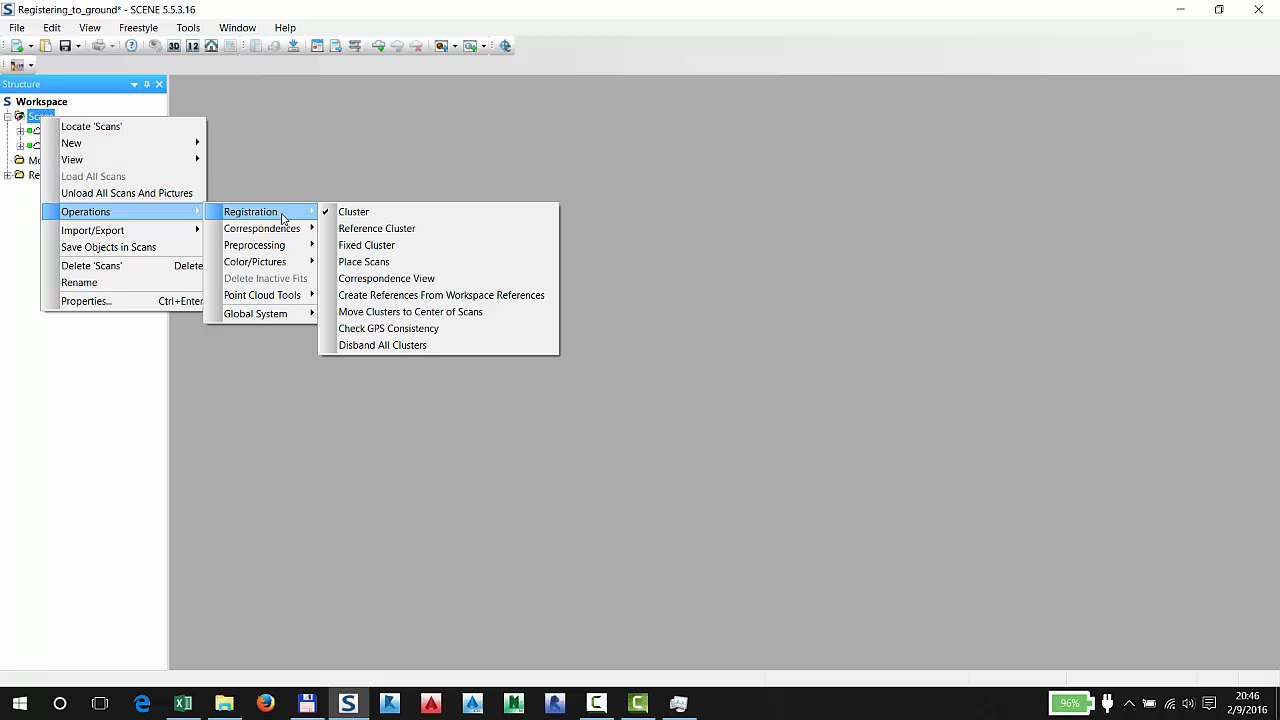 Registering_to_ground* - SCENE 5.5.3.16
File Edit View Freestyle Tools Window Help
Structure
Workspace
Scans
Locate 'Scans'
New
View
Load All Scans
Unload All Scans And Pictures
Operations
Import/Export
Save Objects in Scans
Delete 'Scans' Delete
Rename
Properties... Ctrl+Enter
Registration
Correspondences
Preprocessing
Color/Pictures
Delete Inactive Fits
Point Cloud Tools
Global System
Cluster
Reference Cluster
Fixed Cluster
Place Scans
Correspondence View
Create References From Workspace References
Move Clusters to Center of Scans
Check GPS Consistency
Disband All Clusters
Mo
Re
96%
20:46
2/9/2016